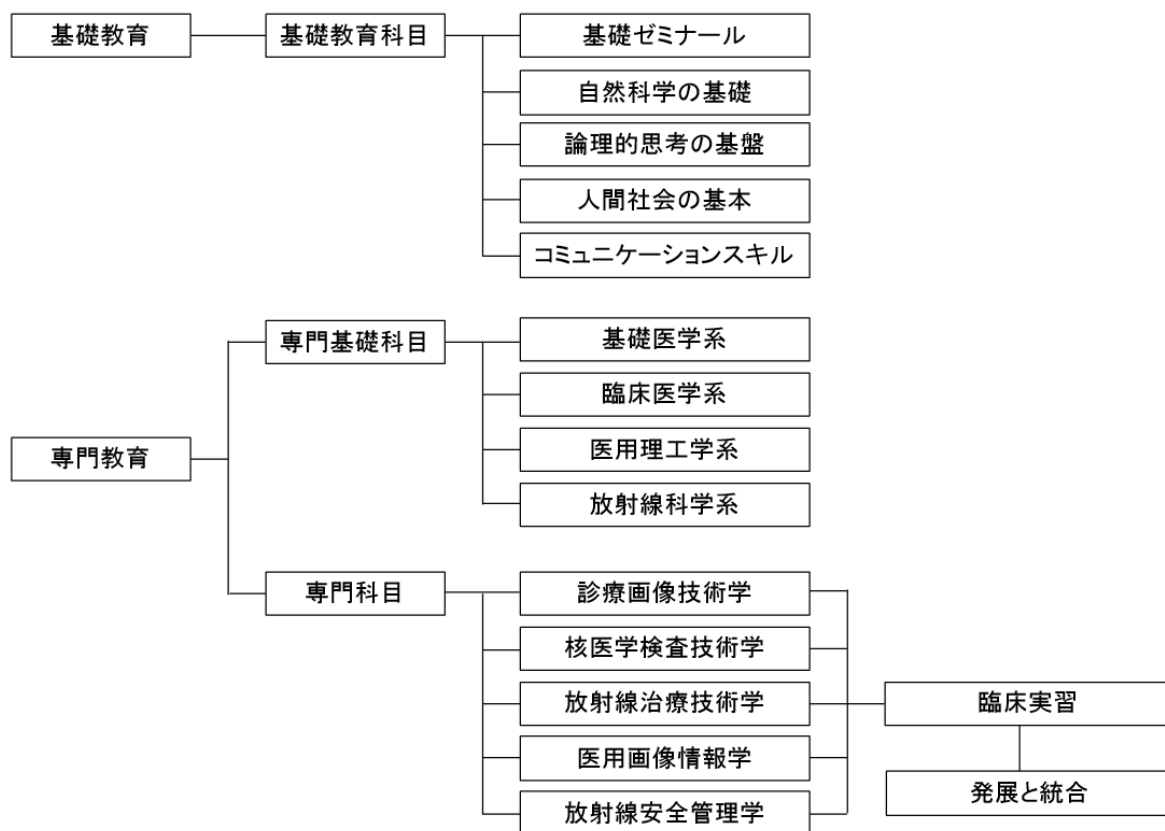 基礎教育
基礎教育科目
基礎ゼミナール
自然科学の基礎
論理的思考の基盤
人間社会の基本
コミュニケーションスキル
専門教育
専門基礎科目
基礎医学系
臨床医学系
医用理工学系
放射線科学系
専門科目
診療画像技術学
核医学検査技術学
放射線治療技術学
医用画像情報学
放射線安全管理学
臨床実習
発展と統合